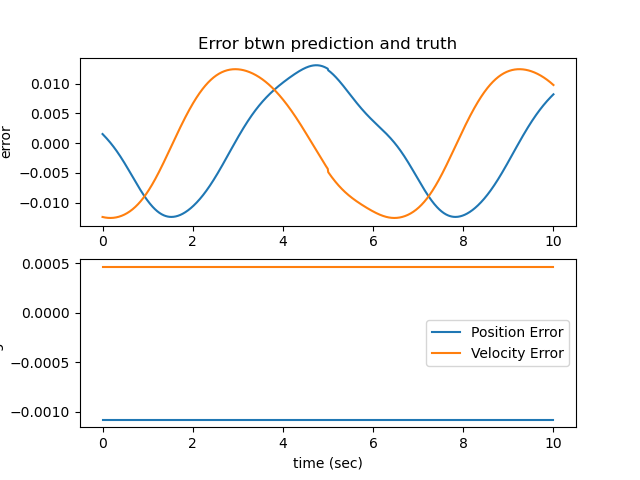 Error btwn prediction and truth
0.010
0.005
0.000
−0.005
−0.010
error
0 2 4 6 8 10
0.0005
0.0000
−0.0005
−0.0010
Position Error
Velocity Error
0 2 4 6 8 10
time (sec)